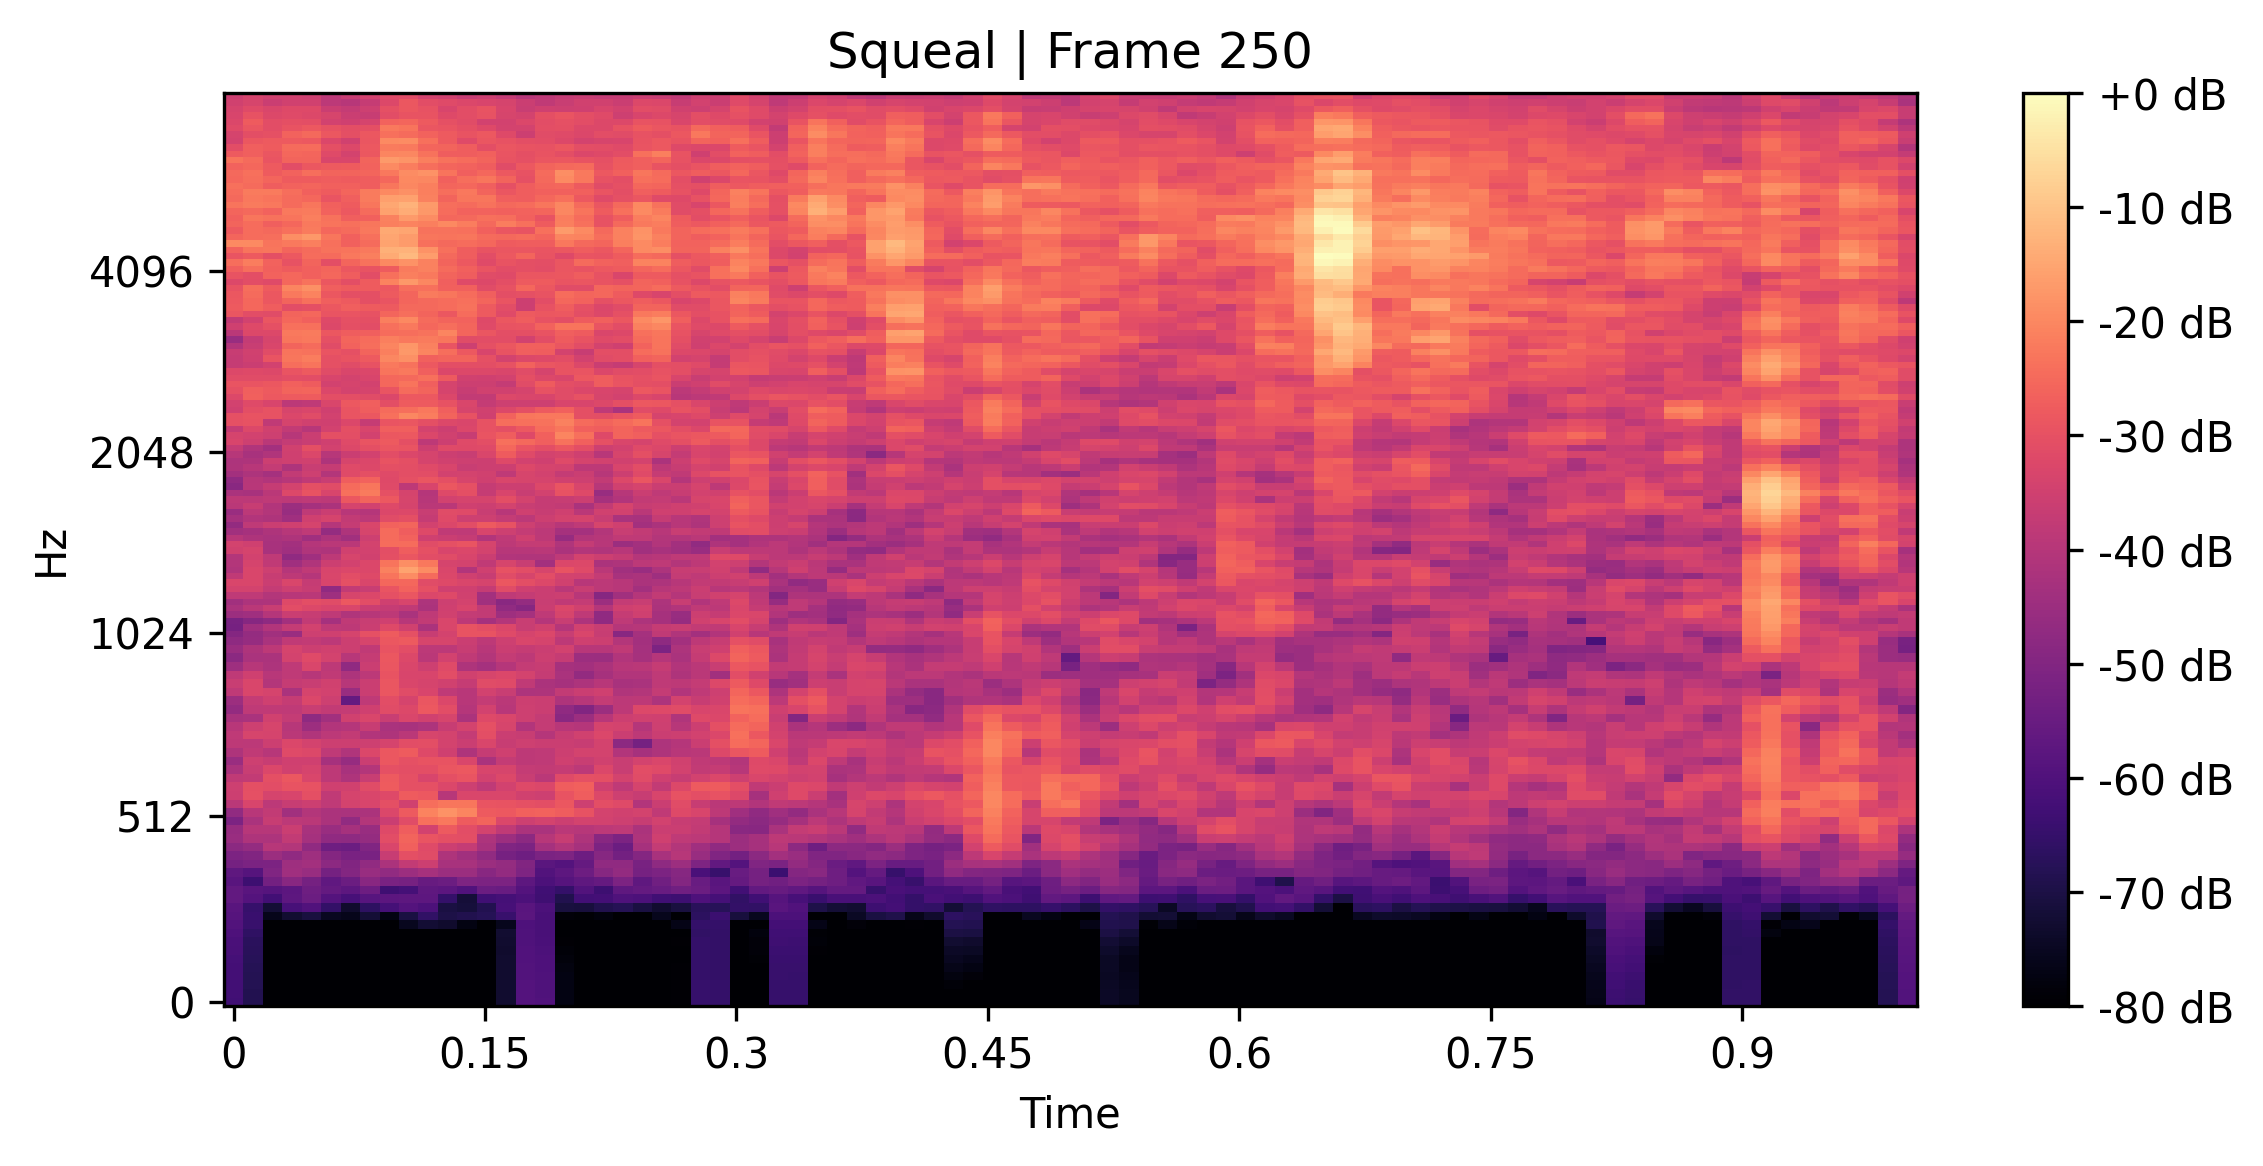 Squeal | Frame 250
+0 dB
-10 dB
-20 dB
-30 dB
-40 dB
-50 dB
-60 dB
-70 dB
-80 dB
Hz
4096
2048
1024
512
0
0 0.15 0.3 0.45 0.6 0.75 0.9
Time